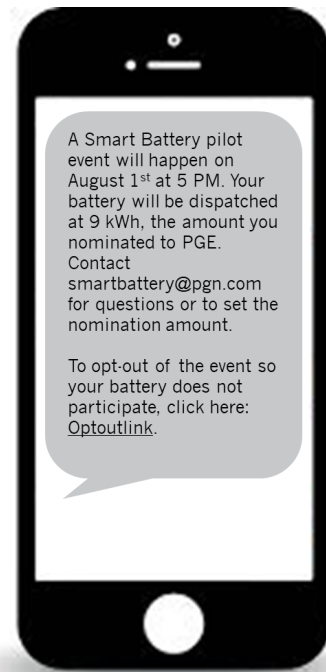 A Smart Battery pilot
event will happen on
August 1st at 5 PM. Your
battery will be dispatched
at 9 kWh, the amount you
nominated to PGE.
Contact
smartbattery@pgn.com
for questions or to set the
nomination amount.
To opt-out of the event so
your battery does not
participate, click here:
Optoutlink.